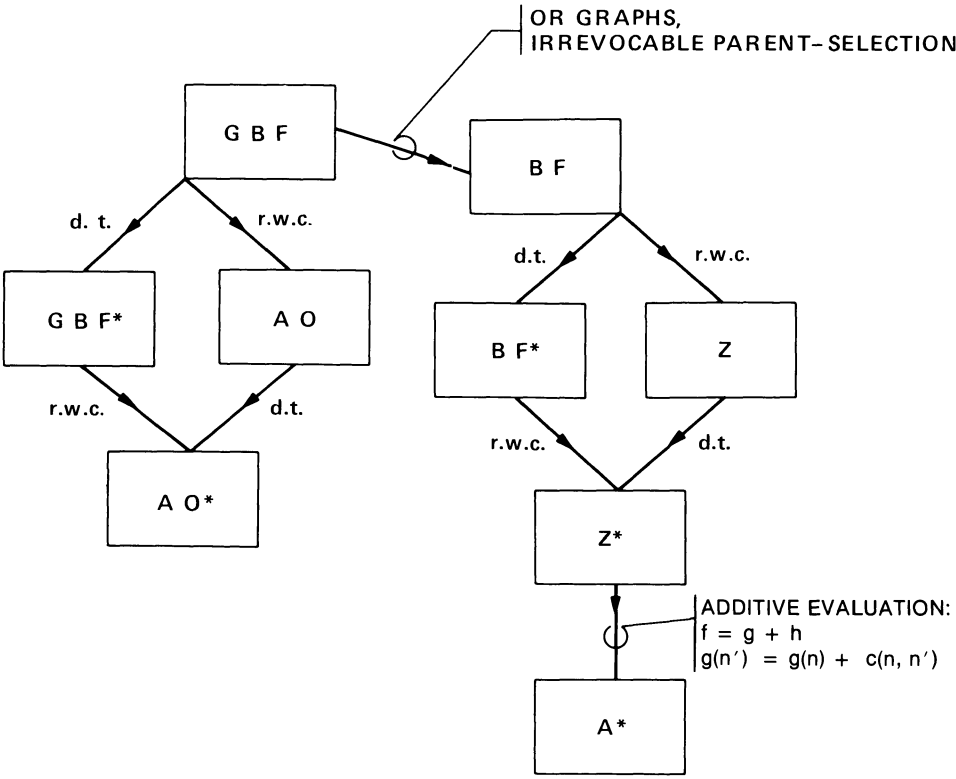 OR GRAPHS,
IRREVOCABLE PARENT-SELECTION
G B F
B F
d. t.
r.w.c.
d.t.
r.w.c.
G B F*
A O
B F*
Z
r.w.c.
d.t.
r.w.c.
d.t.
A O*
Z*
ADDITIVE EVALUATION:
f = g + h
g(n′) = g(n) + c(n, n′)
A*